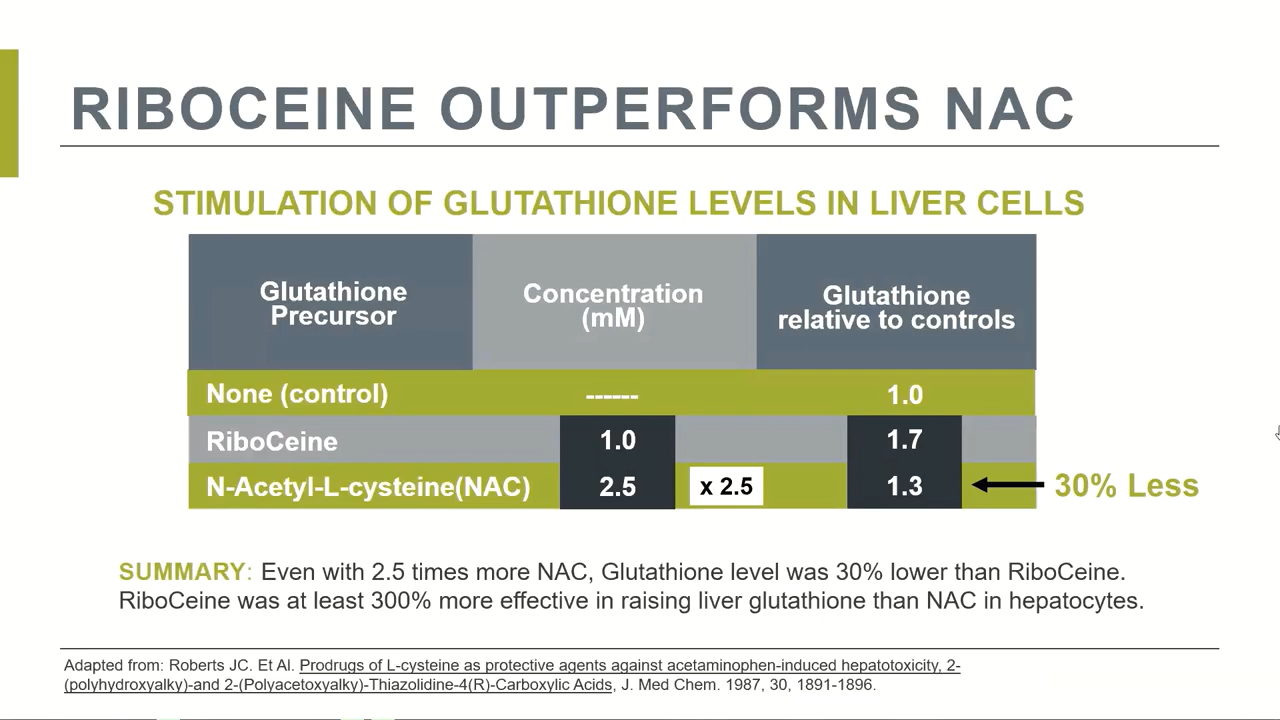 RIBOCEINE OUTPERFORMS NAC
STIMULATION OF GLUTATHIONE LEVELS IN LIVER CELLS
Glutathione
Precursor
Concentration
(mM)
Glutathione
relative to controls
None (control) ------ 1.0
RiboCeine 1.0 1.7
N-Acetyl-L-cysteine(NAC) 2.5 x 2.5 1.3 30% Less
SUMMARY: Even with 2.5 times more NAC, Glutathione level was 30% lower than RiboCeine.
RiboCeine was at least 300% more effective in raising liver glutathione than NAC in hepatocytes.
Adapted from: Roberts JC. Et Al. Prodrugs of L-cysteine as protective agents against acetaminophen-induced hepatotoxicity, 2-
(polyhydroxyalky)-and 2-(Polyacetoxyalky)-Thiazolidine-4(R)-Carboxylic Acids, J. Med Chem. 1987, 30, 1891-1896.